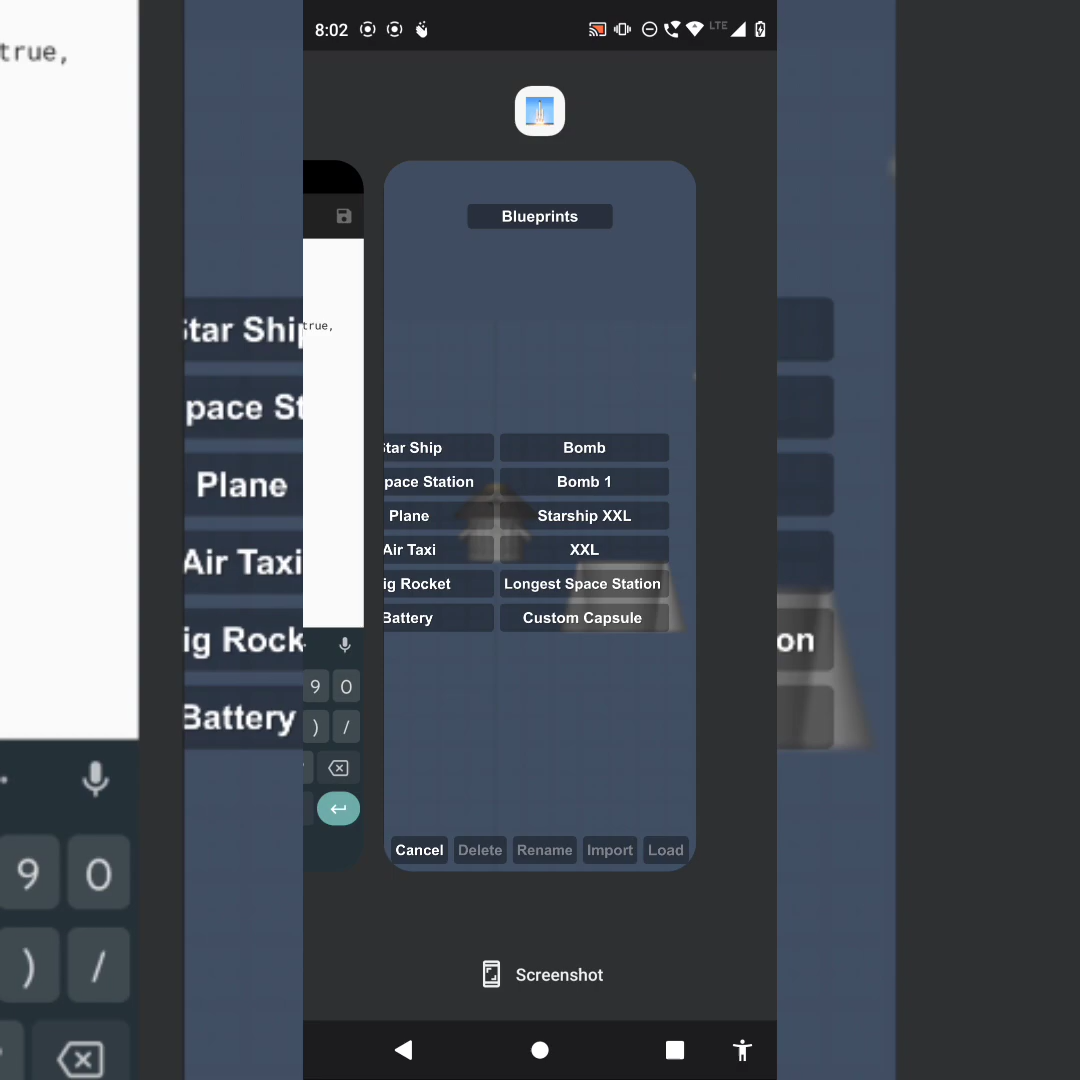 8:02
LTE
true,
Blueprints
true,
tar Ship
Bomb
pace Station
Bomb 1
Plane
Starship XXL
Air Taxi
XXL
ig Rocket
Longest Space Station
Battery
Custom Capsule
Cancel
Delete
Rename
Import
Load
9 0
) /
Screenshot
tar Ship
pace St
Plane
Air Taxi
ig Rock
Battery
on
9 0
) /